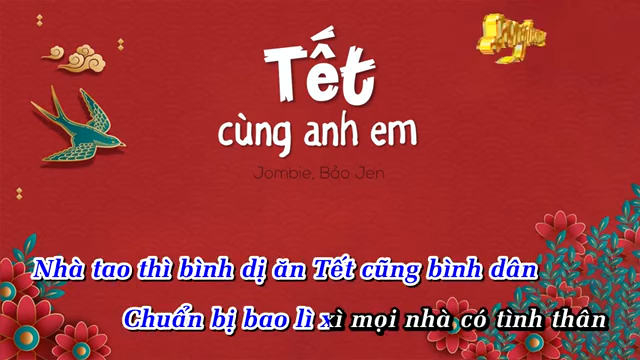 Tết
cùng anh em
Jombie, Bảo Jen
Nhà tao thì bình dị ăn Tết cũng bình dân
Chuẩn bị bao lì xì mọi nhà có tình thân